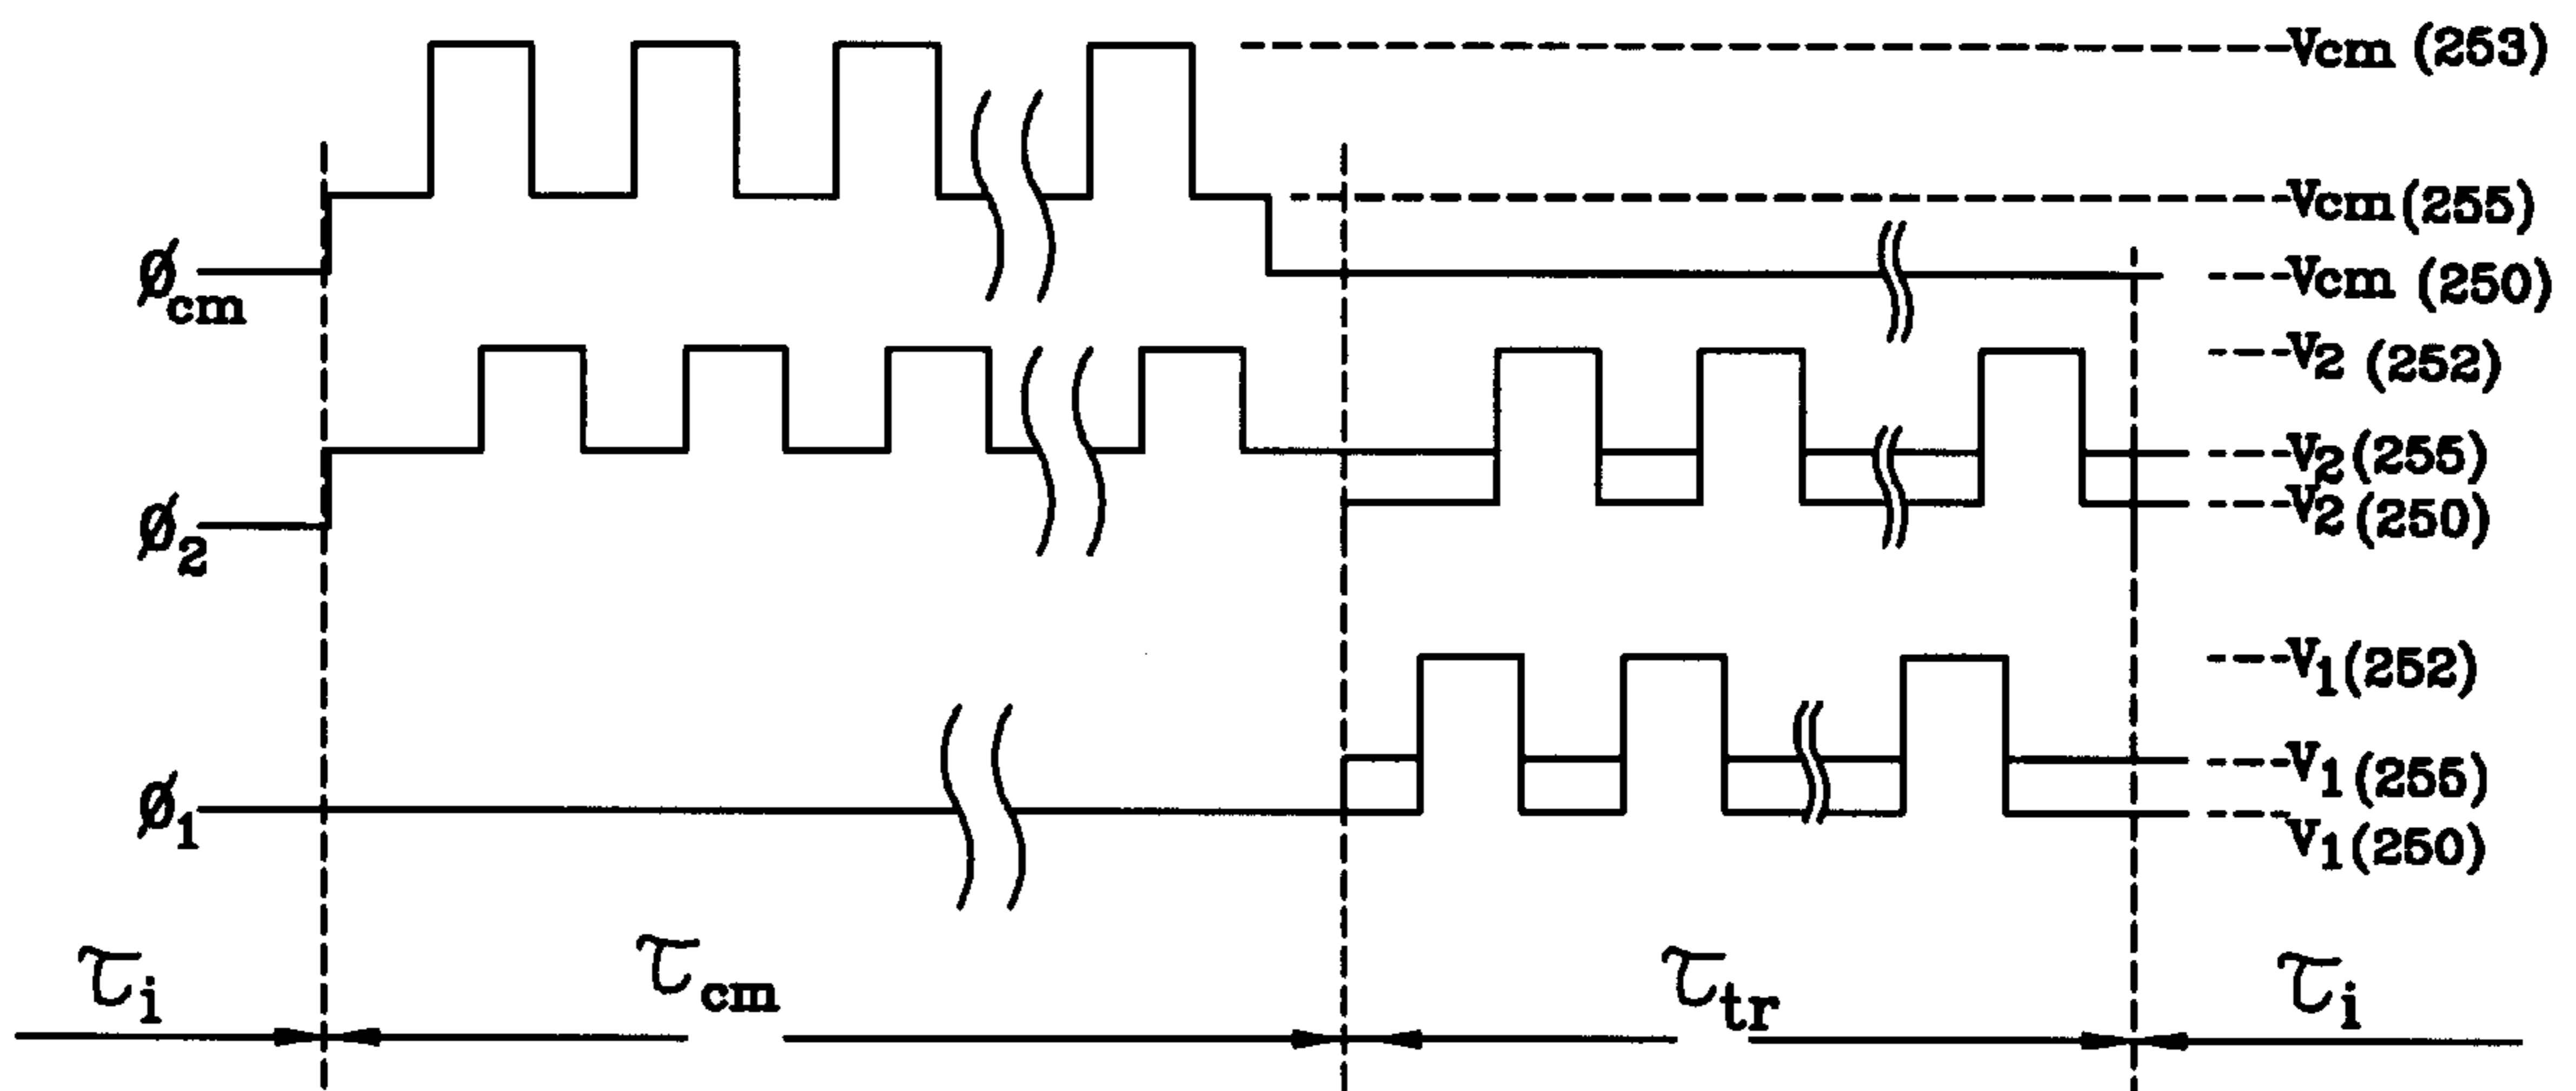 Vcm (253)
Vcm (255)
Øcm
Vcm (250)
V2 (252)
V2 (255)
Ø2
V2 (250)
V1 (252)
V1 (255)
Ø1
V1 (250)
τi
τcm
τtr
τi